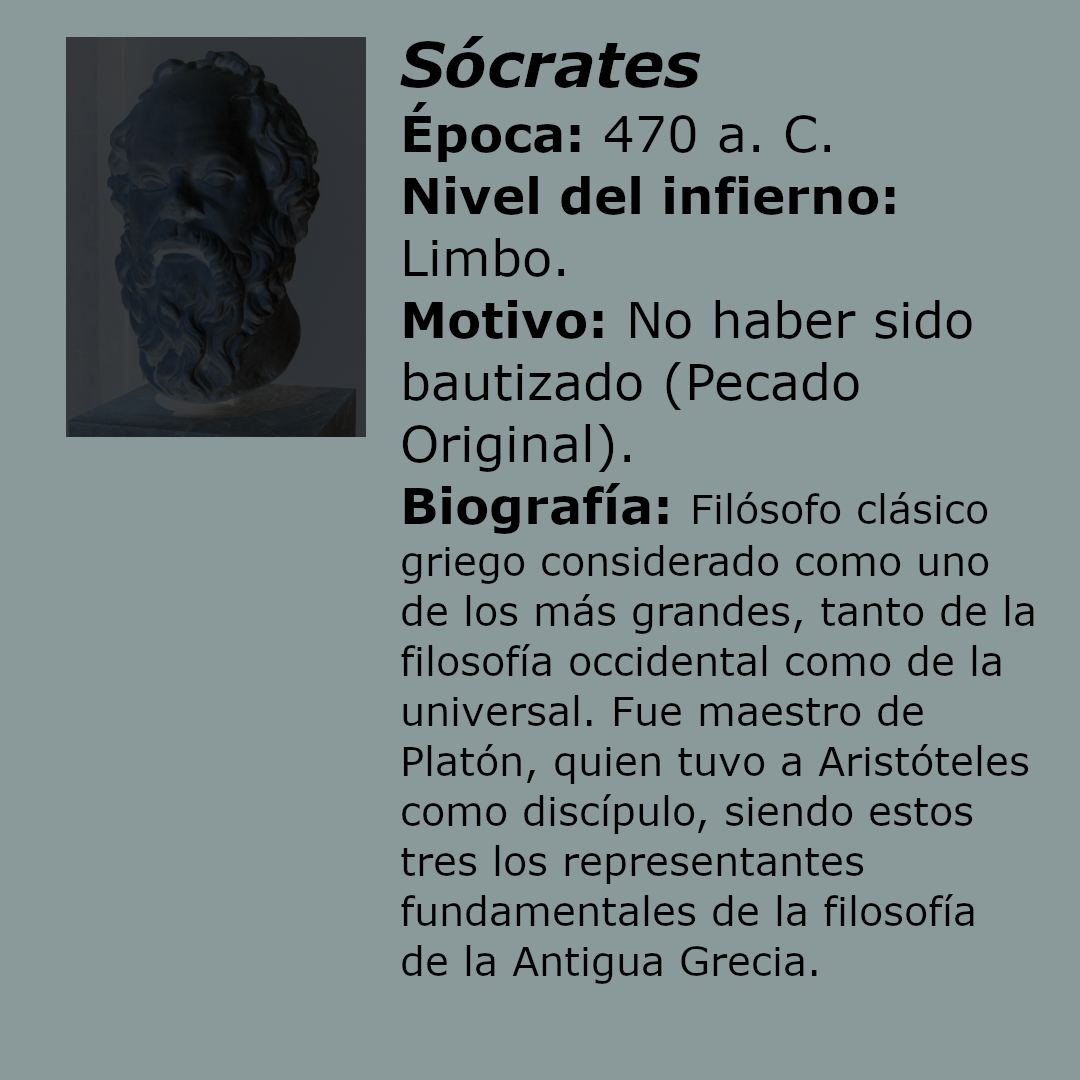 Sócrates
Época: 470 a. C.
Nivel del infierno:
Limbo.
Motivo: No haber sido
bautizado (Pecado
Original).
Biografía: Filósofo clásico
griego considerado como uno
de los más grandes, tanto de la
filosofía occidental como de la
universal. Fue maestro de
Platón, quien tuvo a Aristóteles
como discípulo, siendo estos
tres los representantes
fundamentales de la filosofía
de la Antigua Grecia.